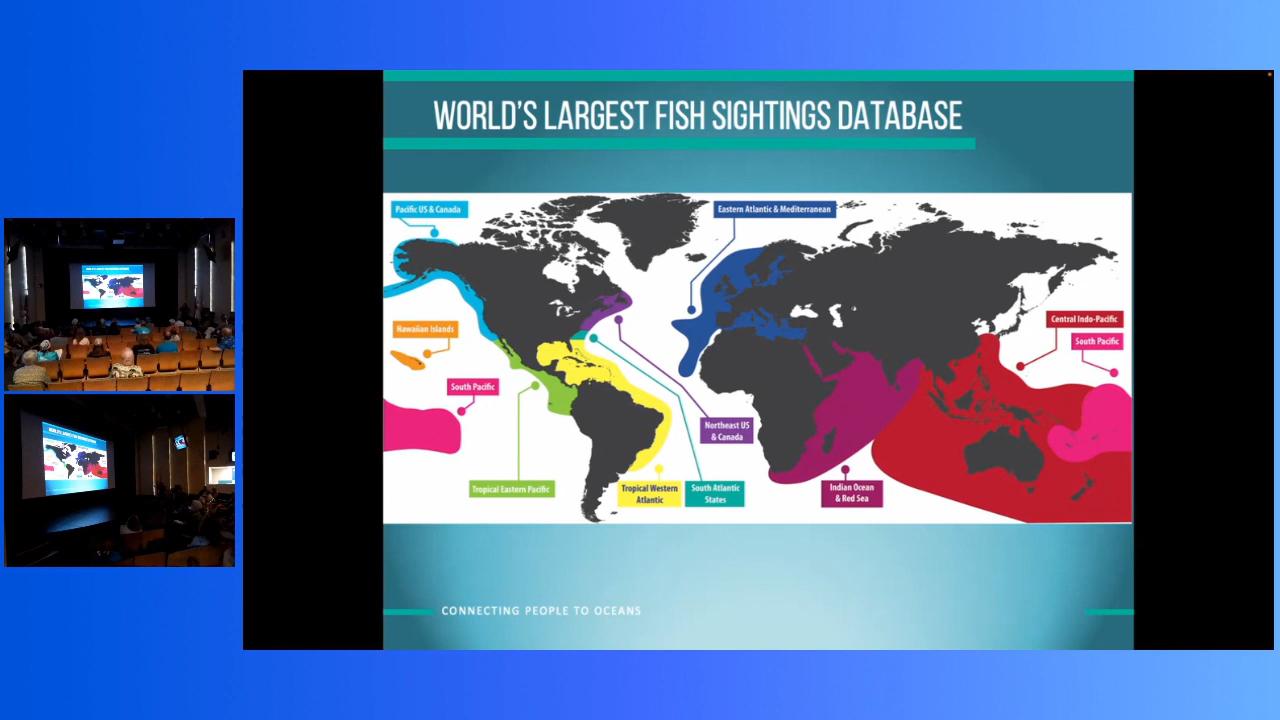 WORLD'S LARGEST FISH SIGHTINGS DATABASE
Pacific US & Canada
Eastern Atlantic & Mediterranean
Hawaiian Islands
Central Indo-Pacific
South Pacific
South Pacific
Northeast US
& Canada
Tropical Eastern Pacific
Tropical Western
Atlantic
South Atlantic
States
Indian Ocean
& Red Sea
CONNECTING PEOPLE TO OCEANS